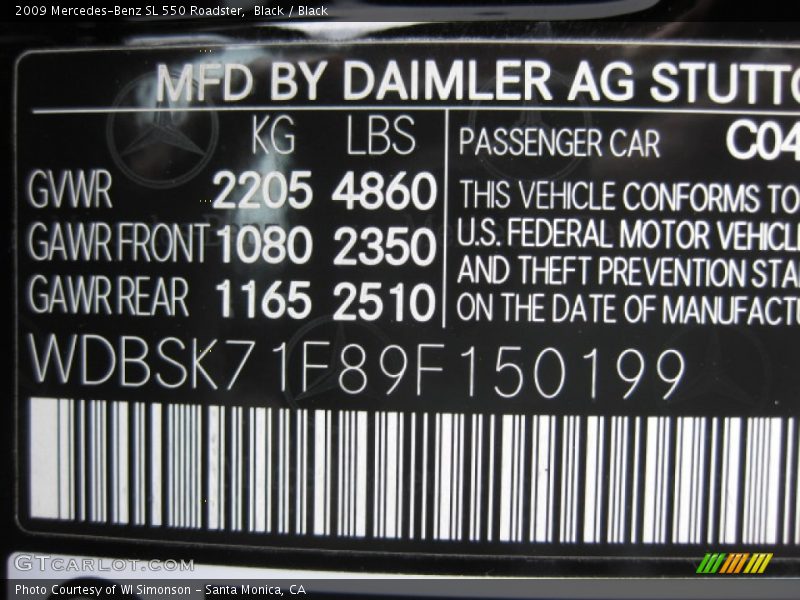 2009 Mercedes-Benz SL 550 Roadster,  Black / Black
MFD BY DAIMLER AG STUTTG
KG LBS
PASSENGER CAR C04
GVWR 2205 4860
GAWR FRONT 1080 2350
GAWR REAR 1165 2510
THIS VEHICLE CONFORMS TO
U.S. FEDERAL MOTOR VEHICLE
AND THEFT PREVENTION STA
ON THE DATE OF MANUFACTU
WDBSK71F89F150199
GTCARLOT.COM
Photo Courtesy of WI Simonson - Santa Monica, CA